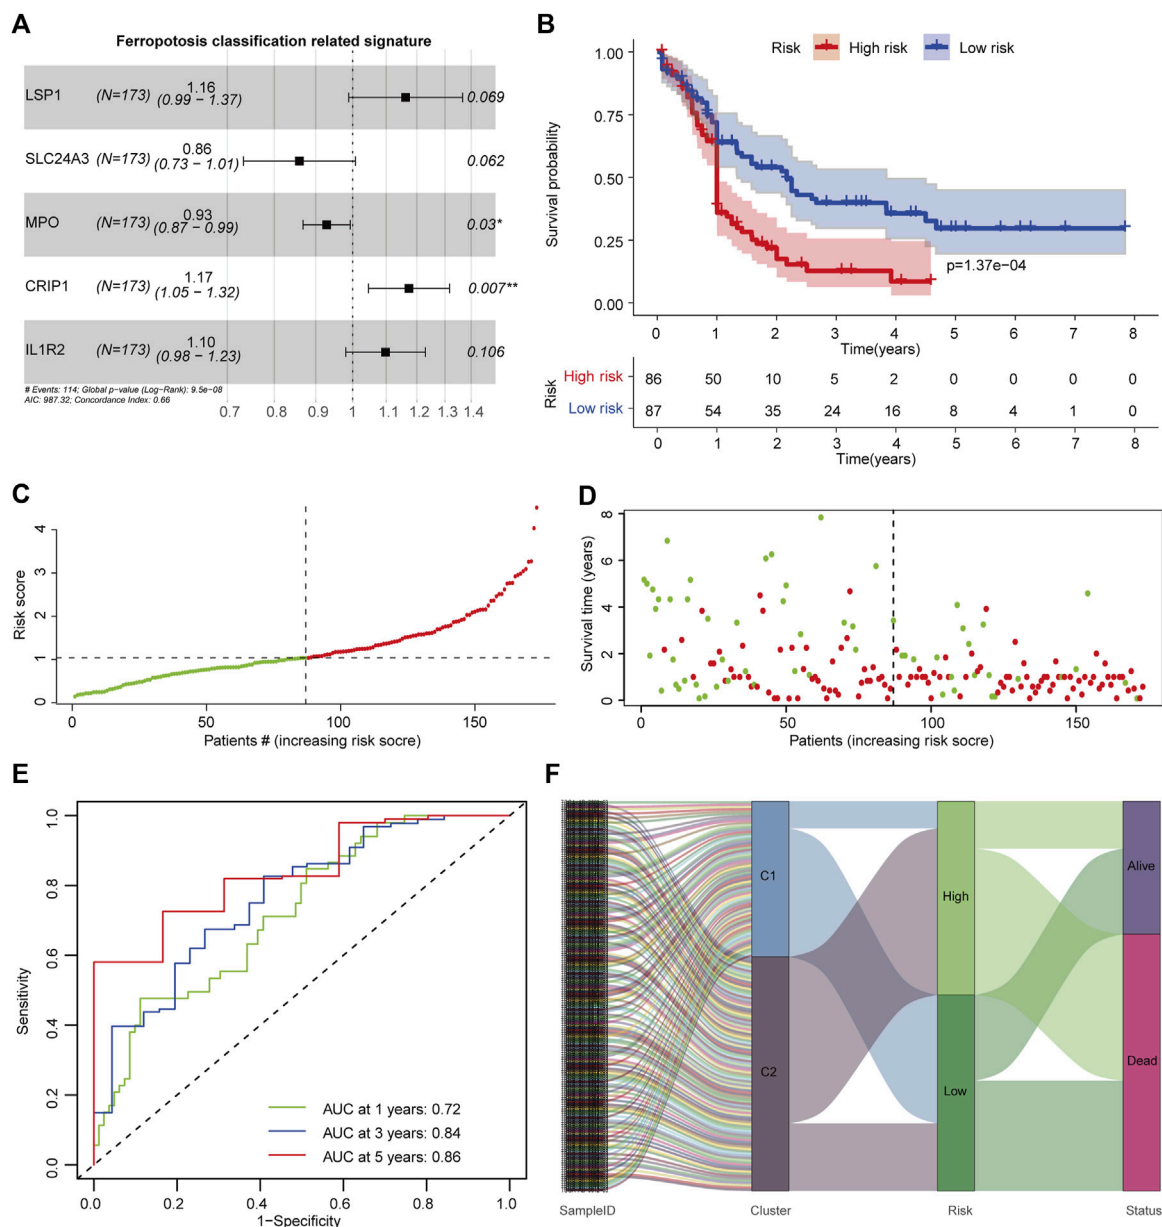 A
Ferropotosis classification related signature
LSP1 (N=173) 1.16 (0.99 − 1.37) 0.069
SLC24A3 (N=173) 0.86 (0.73 − 1.01) 0.062
MPO (N=173) 0.93 (0.87 − 0.99) 0.03*
CRIP1 (N=173) 1.17 (1.05 − 1.32) 0.007**
IL1R2 (N=173) 1.10 (0.98 − 1.23) 0.106
# Events: 114; Global p−value (Log−Rank): 9.5e−08
AIC: 987.32; Concordance Index: 0.66
0.7 0.8 0.9 1 1.1 1.2 1.3 1.4
B
Risk High risk Low risk
Survival probability
1.00
0.75
0.50
0.25
0.00
p=1.37e−04
0 1 2 3 4 5 6 7 8
Time(years)
Risk
High risk 86 50 10 5 2 0 0 0 0
Low risk 87 54 35 24 16 8 4 1 0
0 1 2 3 4 5 6 7 8
Time(years)
C
Risk score
4
3
2
1
0
0 50 100 150
Patients # (increasing risk socre)
D
Survival time (years)
8
6
4
2
0
0 50 100 150
Patients (increasing risk socre)
E
Sensitivity
1.0
0.8
0.6
0.4
0.2
0.0
AUC at 1 years: 0.72
AUC at 3 years: 0.84
AUC at 5 years: 0.86
0.0 0.2 0.4 0.6 0.8 1.0
1−Specificity
F
C1
C2
High
Low
Alive
Dead
SampleID Cluster Risk Status